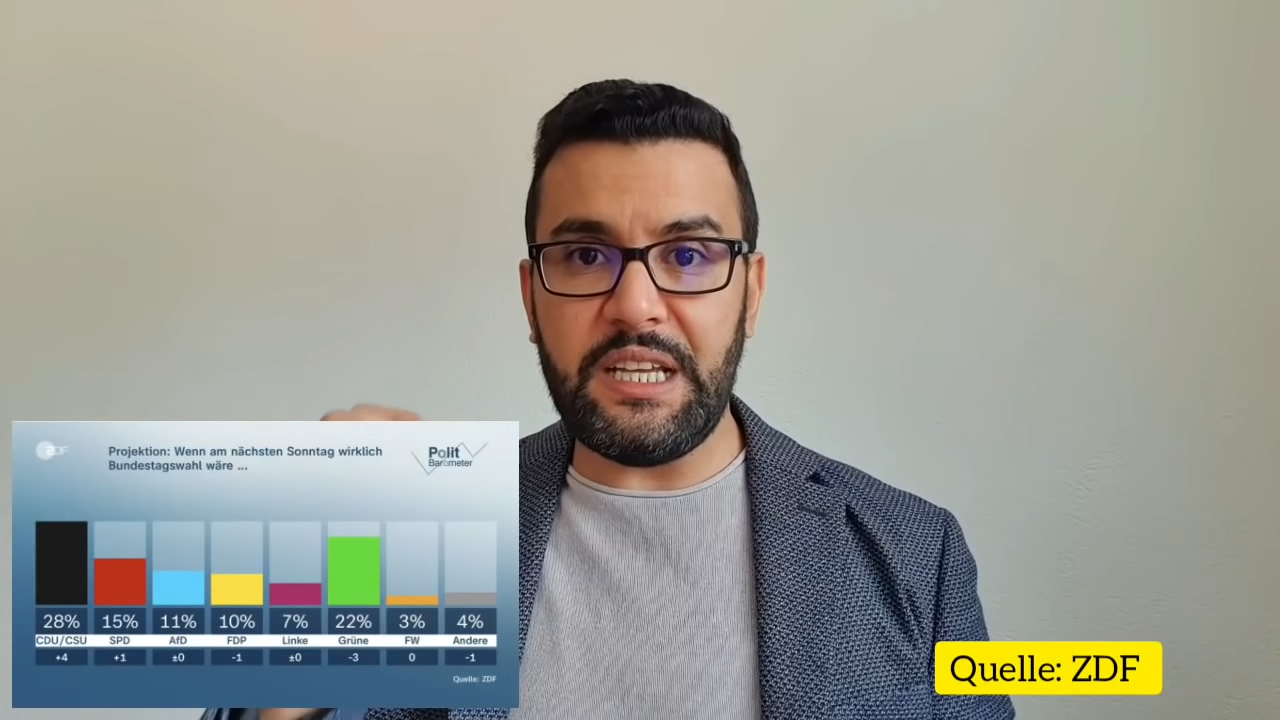 ZDF
Projektion: Wenn am nächsten Sonntag wirklich
Bundestagswahl wäre ...
Polit
Barometer
28% 15% 11% 10% 7% 22% 3% 4%
CDU/CSU SPD AfD FDP Linke Grüne FW Andere
+4 +1 ±0 -1 ±0 -3 0 -1
Quelle: ZDF
Quelle: ZDF